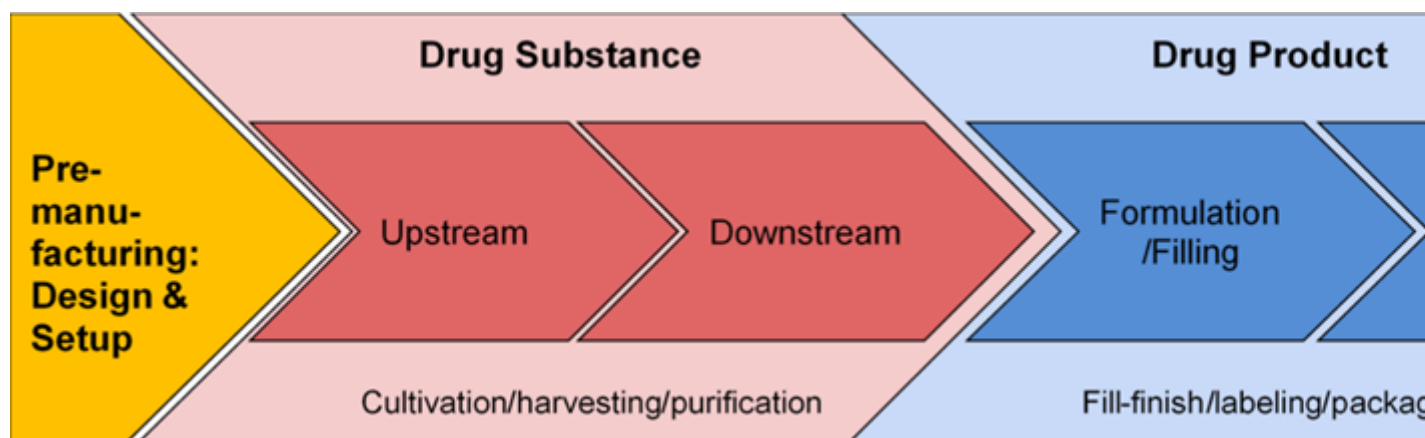 Drug Substance
Drug Product
Pre-
manu-
facturing:
Design &
Setup
Upstream
Downstream
Formulation
/Filling
Cultivation/harvesting/purification
Fill-finish/labeling/packag